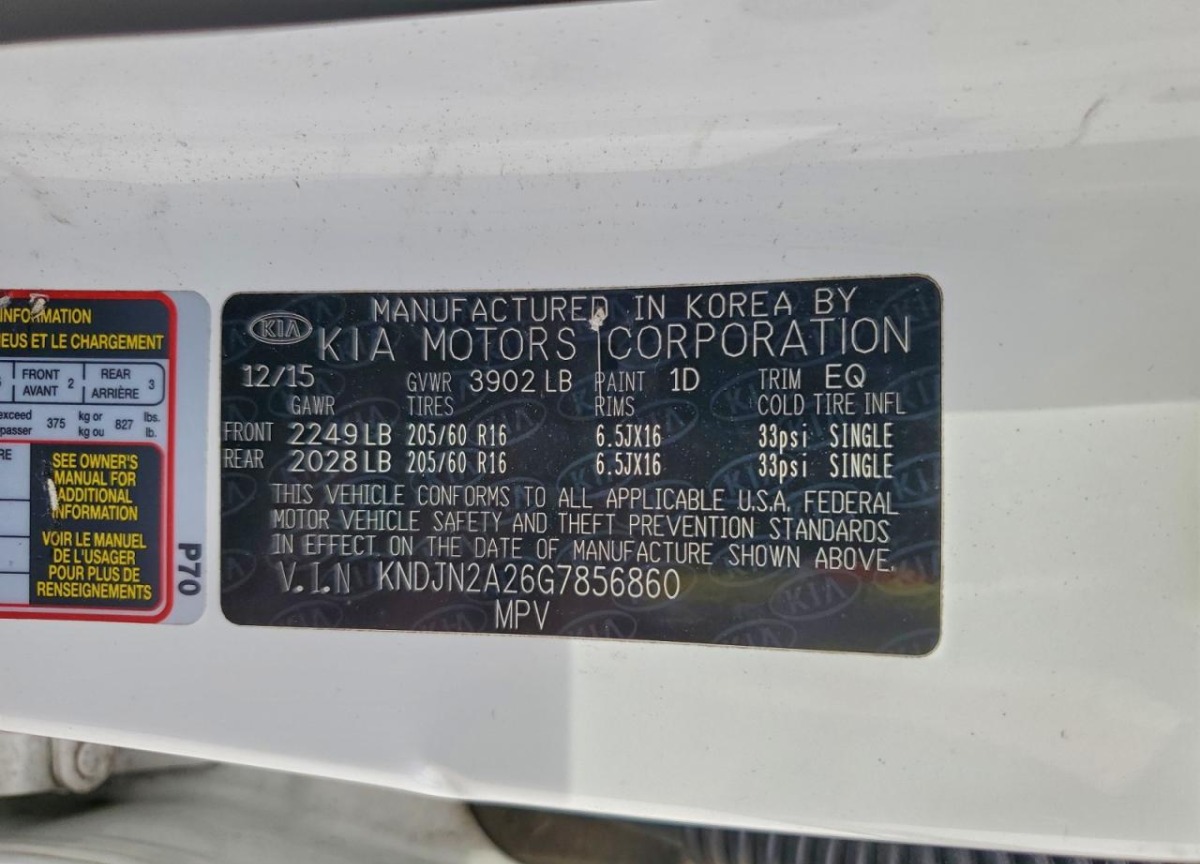 INFORMATION
NEUS ET LE CHARGEMENT
FRONT 2 REAR 3
AVANT ARRIÈRE
exceed 375 kg or 827 lbs.
passer kg ou lb.
RE
SEE OWNER'S
MANUAL FOR
ADDITIONAL
INFORMATION
VOIR LE MANUEL
DE L'USAGER
POUR PLUS DE
RENSEIGNEMENTS
P70
MANUFACTURED IN KOREA BY
KIA KIA MOTORS CORPORATION
12/15 GVWR 3902 LB PAINT 1D TRIM EQ
GAWR TIRES RIMS COLD TIRE INFL
FRONT 2249 LB 205/60 R16 6.5JX16 33psi SINGLE
REAR 2028 LB 205/60 R16 6.5JX16 33psi SINGLE
THIS VEHICLE CONFORMS TO ALL APPLICABLE U.S.A. FEDERAL
MOTOR VEHICLE SAFETY AND THEFT PREVENTION STANDARDS
IN EFFECT ON THE DATE OF MANUFACTURE SHOWN ABOVE.
V.I.N KNDJN2A26G7856860
MPV